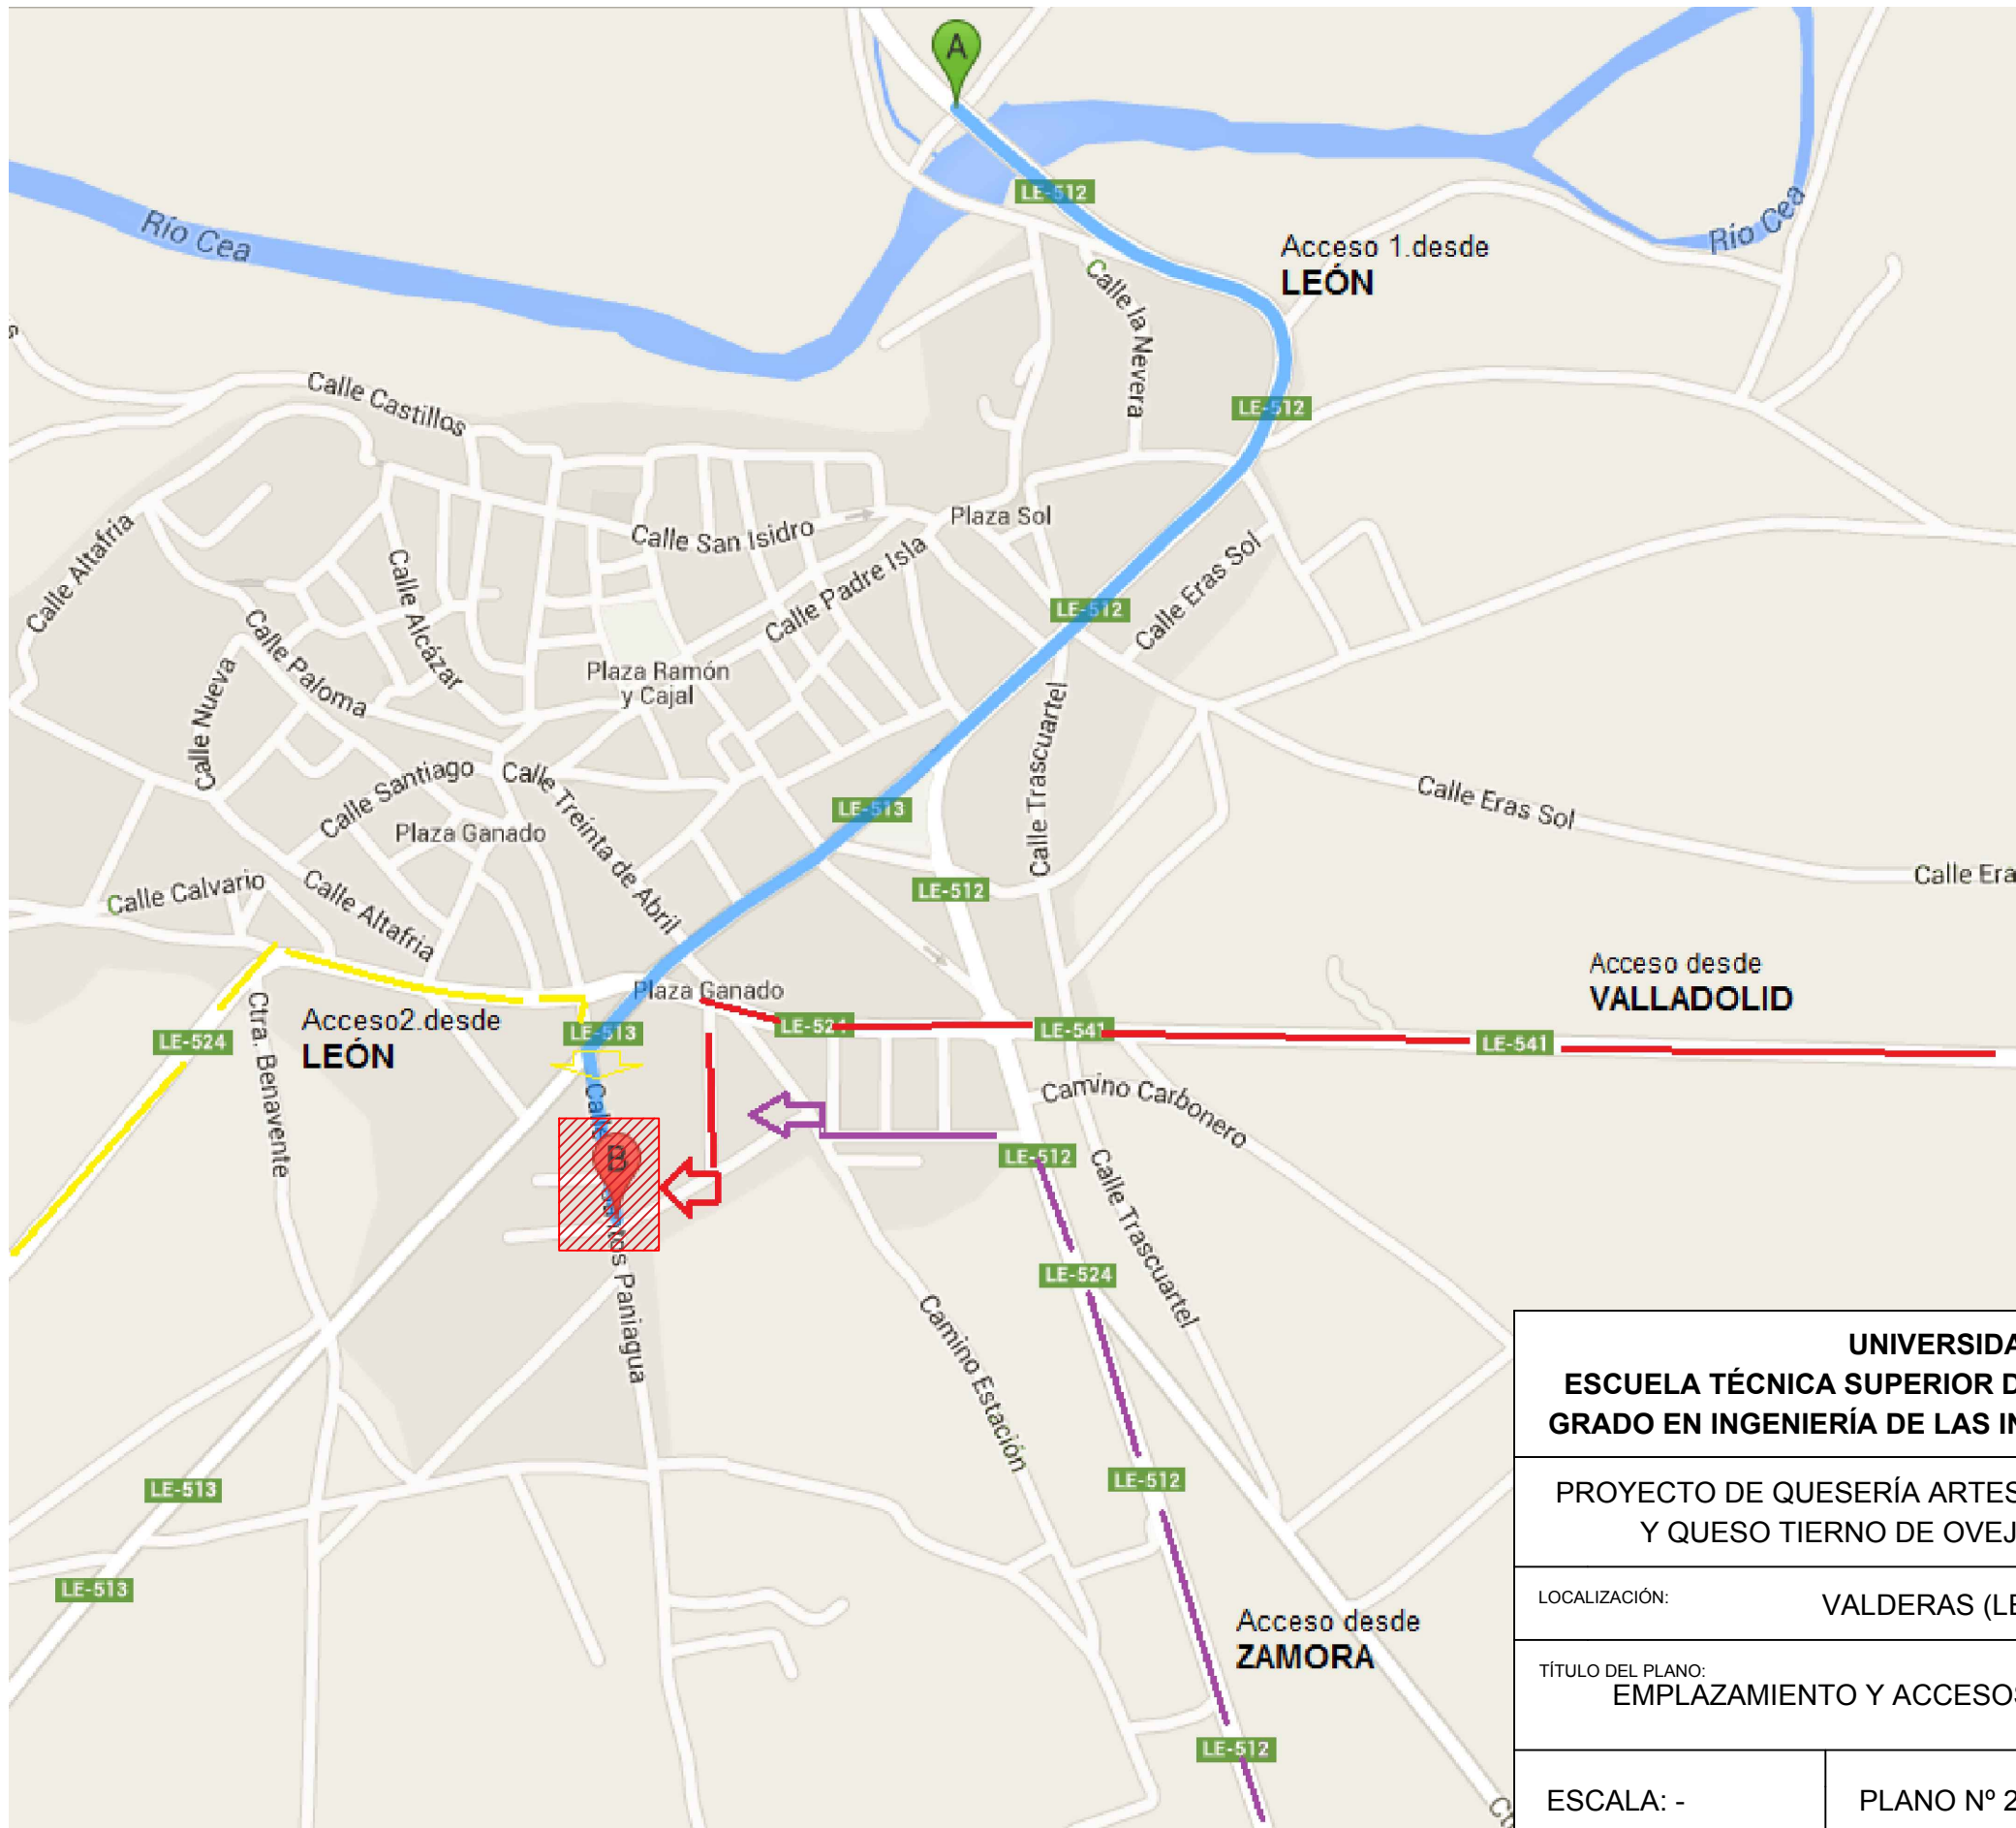 A
LE-512
Río Cea
Río Cea
Acceso 1.desde
LEÓN
Calle la Nevera
Calle Castillos
LE-512
Plaza Sol
Calle San Isidro
Calle Altafria
Calle Padre Isla
Calle Eras Sol
Calle Alcázar
LE-512
Calle Paloma
Plaza Ramón
y Cajal
Calle Nueva
Calle Trascuartel
Calle Santiago
Calle Treinta de Abril
Calle Eras Sol
LE-513
Plaza Ganado
Calle Era
Calle Calvario
Calle Altafria
LE-512
Acceso desde
VALLADOLID
Plaza Ganado
Ctra. Benavente
Acceso2.desde
LEÓN
LE-524
LE-513
LE-524
LE-541
LE-541
Camino Carbonero
B
LE-512
Calle Trascuartel
LE-524
Paniagua
Camino Estación
LE-513
LE-512
LE-513
Acceso desde
ZAMORA
LE-512
UNIVERSIDA
ESCUELA TÉCNICA SUPERIOR D
GRADO EN INGENIERÍA DE LAS IN
PROYECTO DE QUESERÍA ARTES
Y QUESO TIERNO DE OVEJ
LOCALIZACIÓN: VALDERAS (LE
TÍTULO DEL PLANO:
EMPLAZAMIENTO Y ACCESOS
ESCALA: - PLANO Nº 2